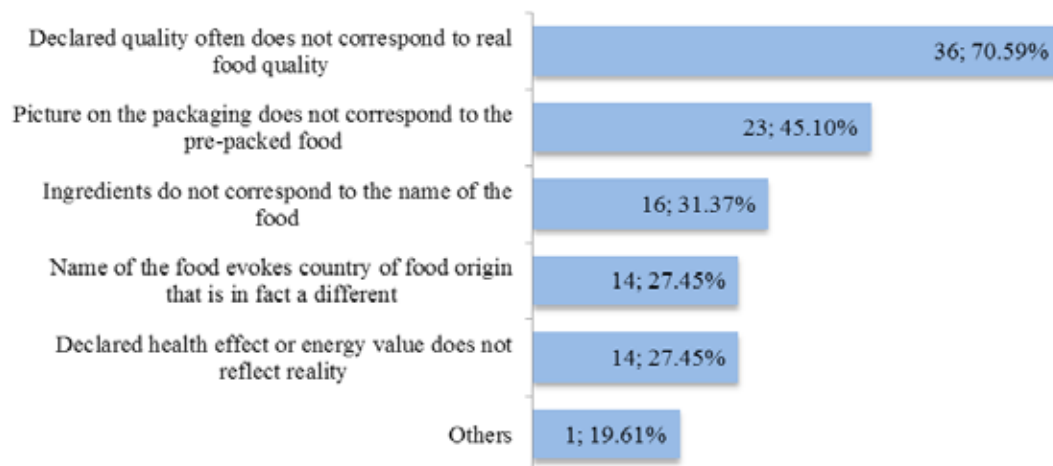 Declared quality often does not correspond to real
food quality
36; 70.59%
Picture on the packaging does not correspond to the
pre-packed food
23; 45.10%
Ingredients do not correspond to the name of the
food
16; 31.37%
Name of the food evokes country of food origin
that is in fact a different
14; 27.45%
Declared health effect or energy value does not
reflect reality
14; 27.45%
Others
1; 19.61%